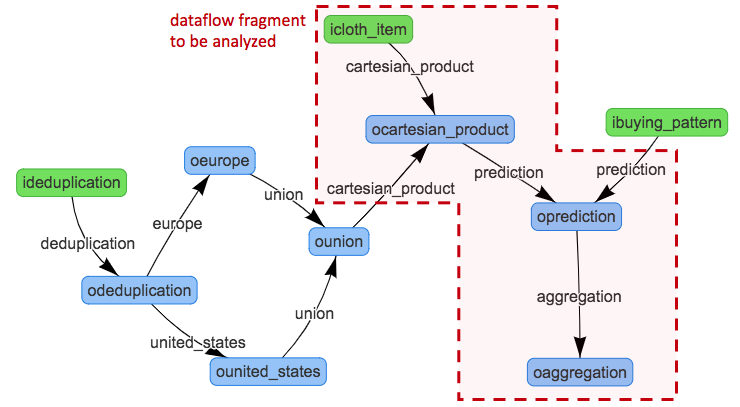 dataflow fragment
to be analyzed
icloth_item
cartesian_product
ocartesian_product
ibuying_pattern
prediction
prediction
oeurope
ideduplication
union
cartesian_product
europe
oprediction
deduplication
ounion
odeduplication
aggregation
union
united_states
ounited_states
oaggregation